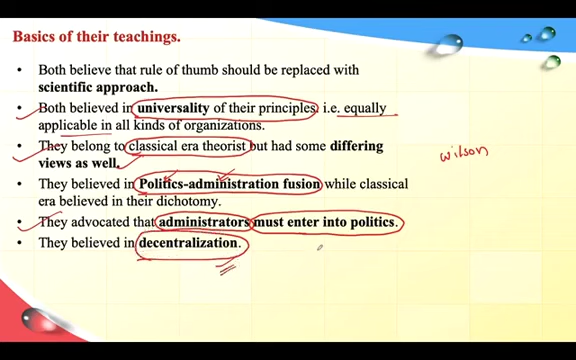 Basics of their teachings.
• Both believe that rule of thumb should be replaced with
scientific approach.
• Both believed in universality of their principles. i.e. equally
applicable in all kinds of organizations.
• They belong to classical era theorist but had some differing
views as well.
wilson
• They believed in Politics-administration fusion while classical
era believed in their dichotomy.
• They advocated that administrators must enter into politics.
• They believed in decentralization.